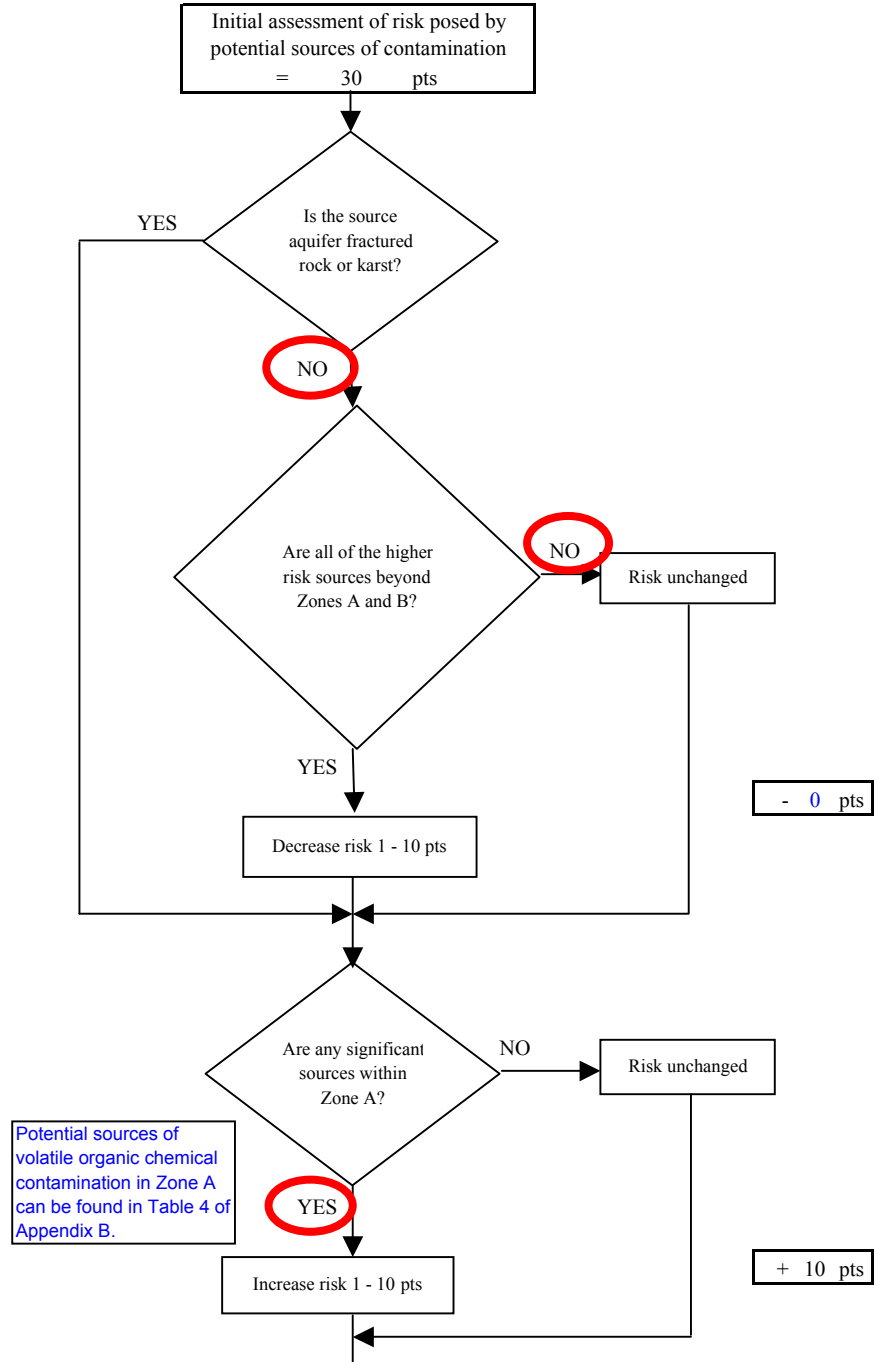 Initial assessment of risk posed by
potential sources of contamination
= 30 pts
YES
Is the source
aquifer fractured
rock or karst?
NO
Are all of the higher
risk sources beyond
Zones A and B?
NO
Risk unchanged
YES
- 0 pts
Decrease risk 1 - 10 pts
Are any significant
sources within
Zone A?
NO
Risk unchanged
Potential sources of
volatile organic chemical
contamination in Zone A
can be found in Table 4 of
Appendix B.
YES
Increase risk 1 - 10 pts
+ 10 pts